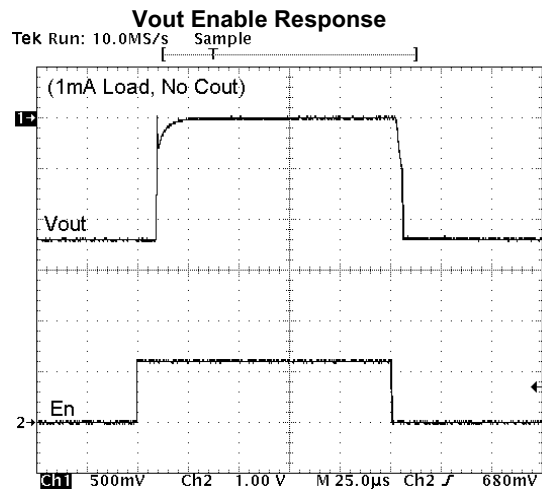 Vout Enable Response
Tek Run: 10.0MS/s Sample
[ T ]
(1mA Load, No Cout)
1→
Vout
En
2→
Ch1 500mV Ch2 1.00 V M 25.0µs Ch2 ∫ 680mV